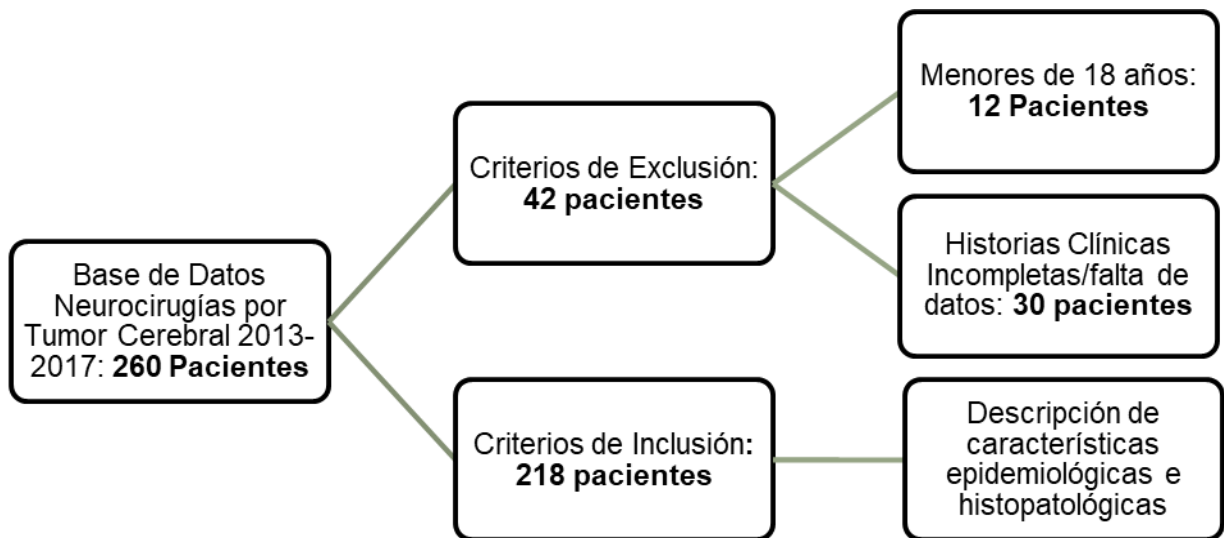 Base de Datos
Neurocirugías por
Tumor Cerebral 2013-
2017: 260 Pacientes
Criterios de Exclusión:
42 pacientes
Menores de 18 años:
12 Pacientes
Historias Clínicas
Incompletas/falta de
datos: 30 pacientes
Criterios de Inclusión:
218 pacientes
Descripción de
características
epidemiológicas e
histopatológicas